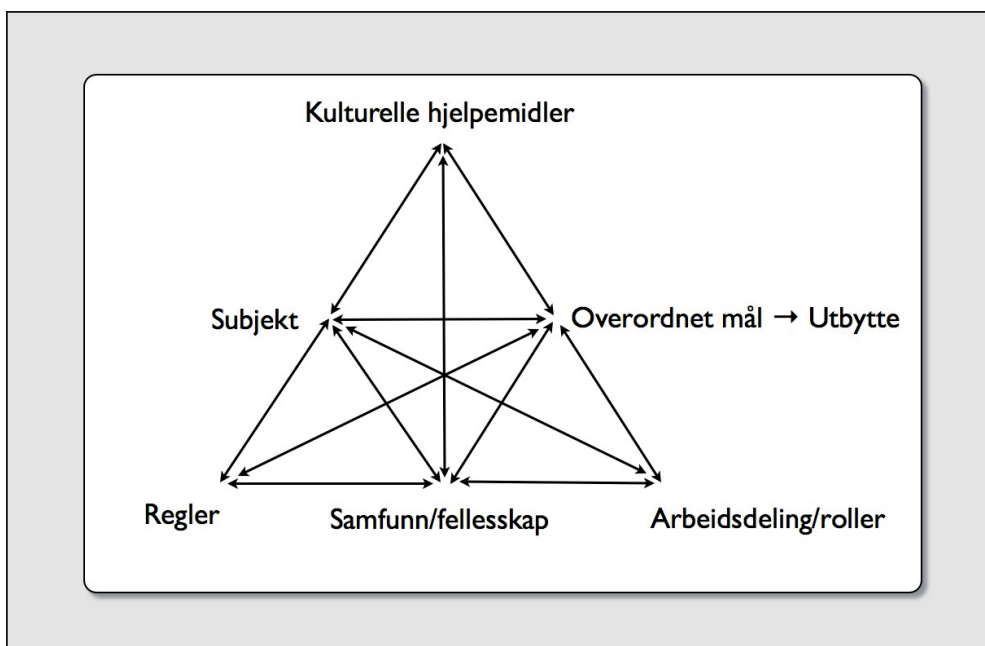 Kulturelle hjelpemidler
Subjekt
Overordnet mål → Utbytte
Regler
Samfunn/fellesskap
Arbeidsdeling/roller